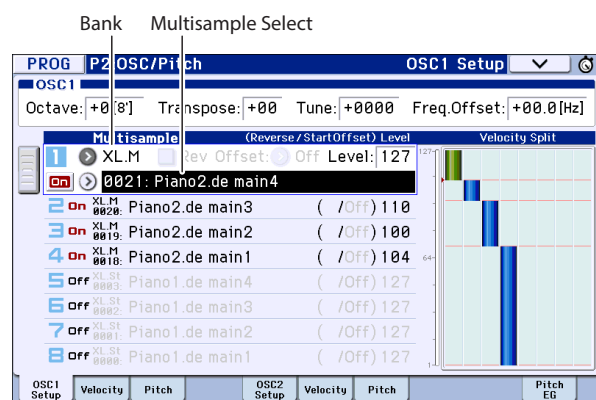 Bank Multisample Select
PROG P2:OSC/Pitch OSC1 Setup
OSC1
Octave: +0[8'] Transpose: +00 Tune: +0000 Freq.Offset: +00.0[Hz]
Multisample (Reverse/StartOffset) Level Velocity Split
1 XL.M Rev Offset: Off Level: 127
On 0021: Piano2.de main4
2 On XL.M 0020: Piano2.de main3 ( /Off) 110
3 On XL.M 0019: Piano2.de main2 ( /Off) 100
4 On XL.M 0018: Piano2.de main1 ( /Off) 104
5 Off XL.St 0003: Piano1.de main4 ( /Off) 127
6 Off XL.St 0002: Piano1.de main3 ( /Off) 127
7 Off XL.St 0001: Piano1.de main2 ( /Off) 127
8 Off XL.St 0000: Piano1.de main1 ( /Off) 127
127-
64-
1-
OSC1 Setup Velocity Pitch OSC2 Setup Velocity Pitch Pitch EG